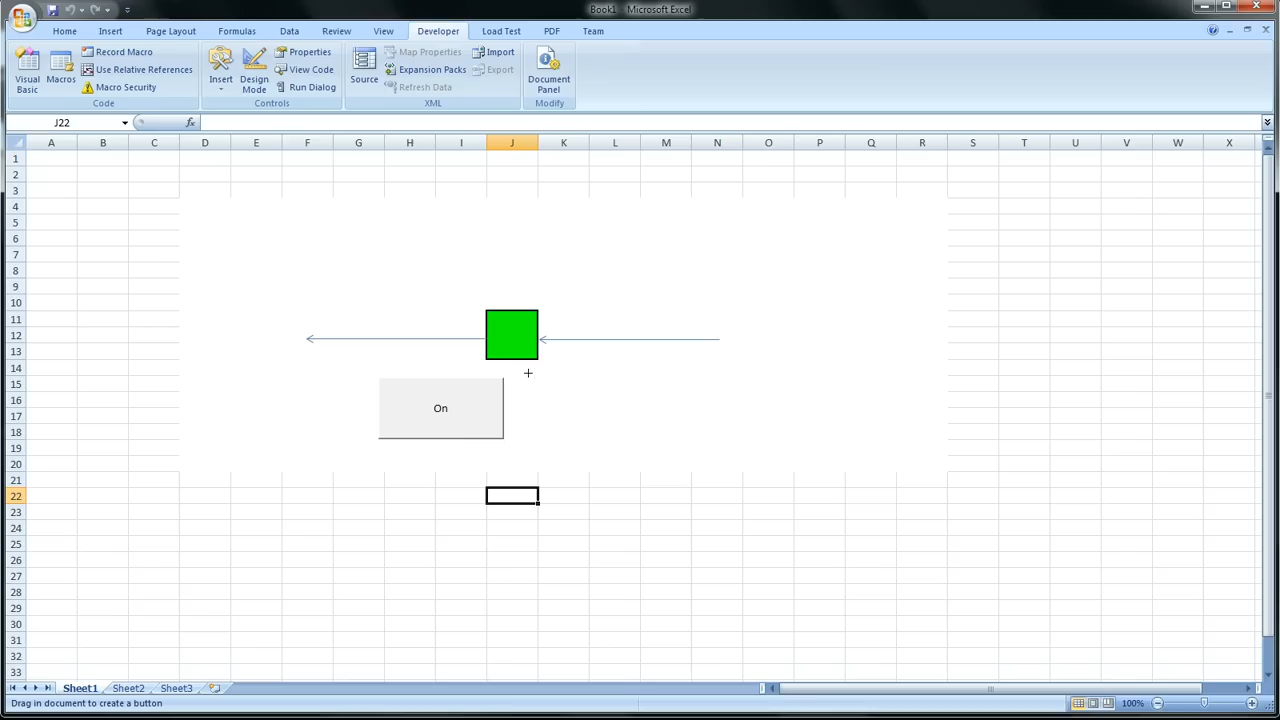 Book1 - Microsoft Excel
Home Insert Page Layout Formulas Data Review View Developer Load Test PDF Team
Visual Basic
Macros
Record Macro
Use Relative References
Macro Security
Code
Insert
Design Mode
Properties
View Code
Run Dialog
Controls
Source
Map Properties
Expansion Packs
Refresh Data
Import
Export
XML
Document Panel
Modify
J22 fx
A B C D E F G H I J K L M N O P Q R S T U V W X
1
2
3
4
5
6
7
8
9
10
11
12
13
14
15
16
17
18
19
20
21
22
23
24
25
26
27
28
29
30
31
32
33
On
Sheet1 Sheet2 Sheet3
Drag in document to create a button 100%